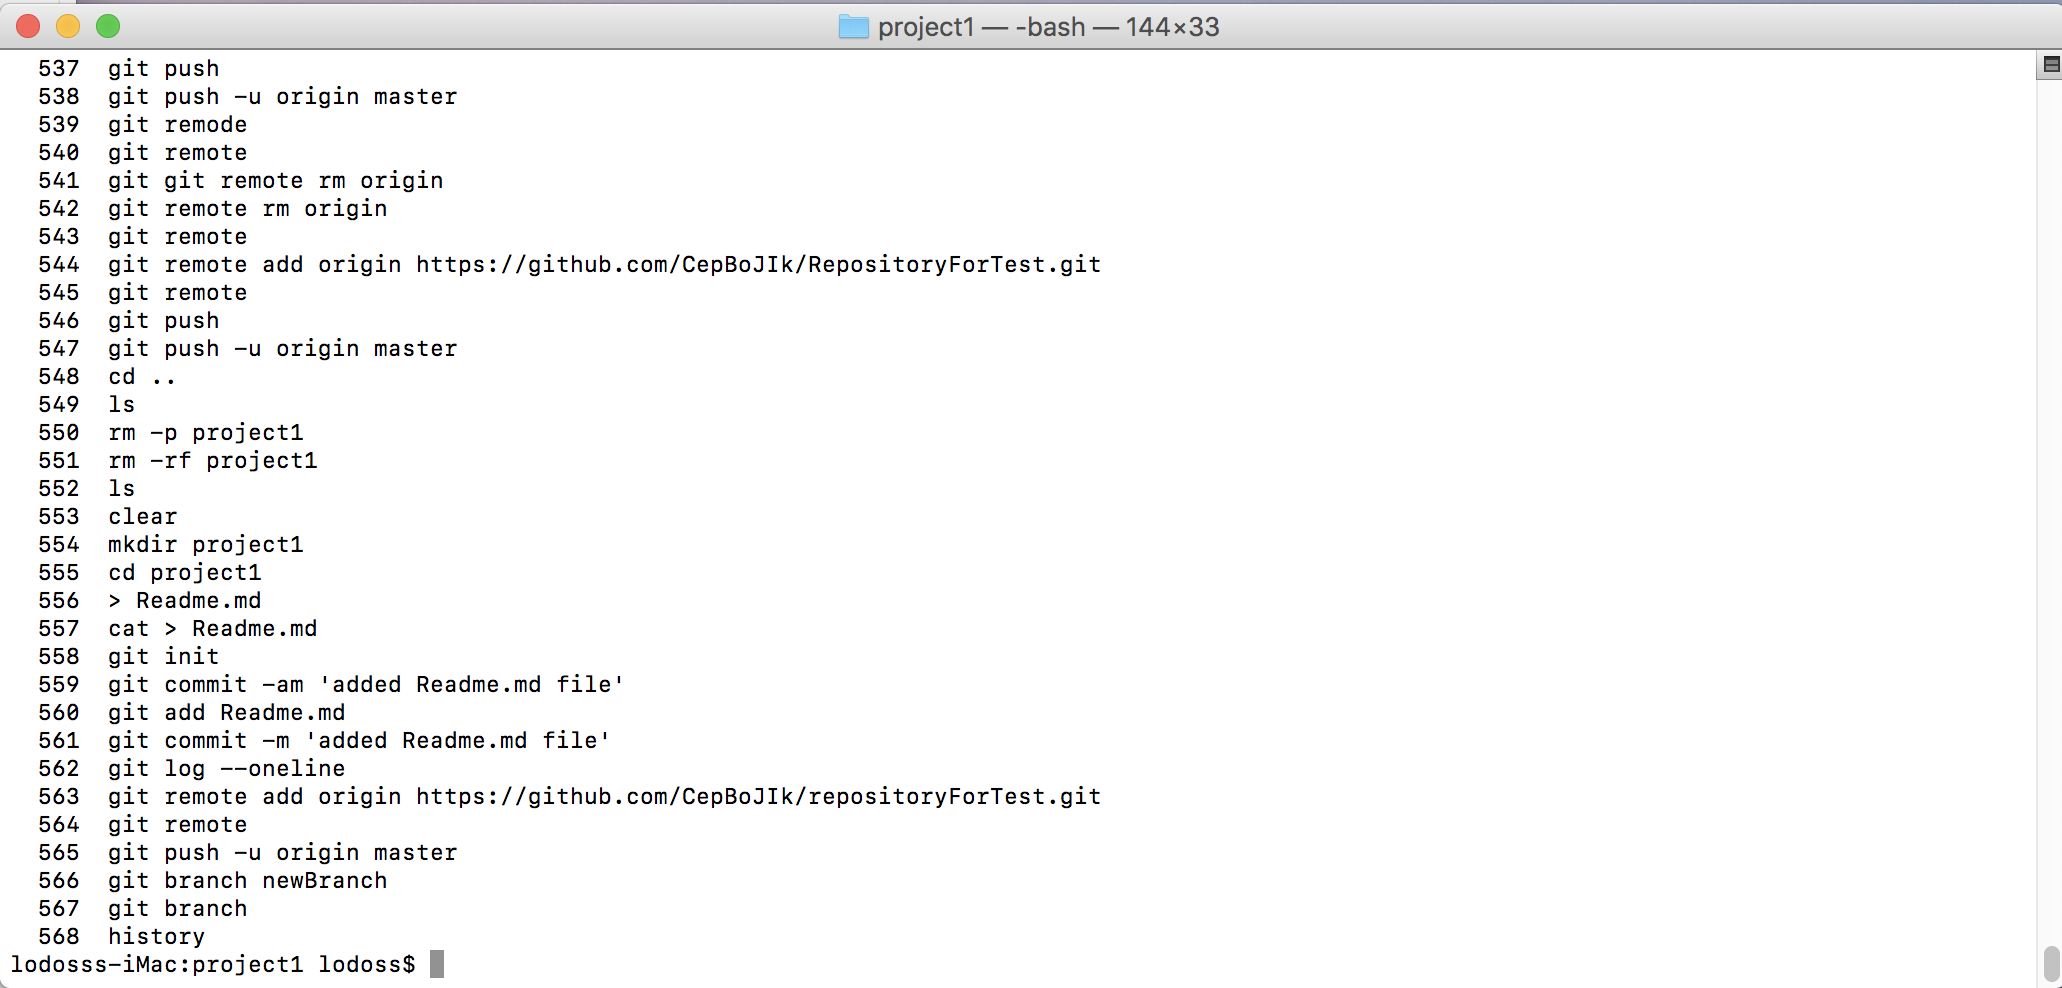 project1 — -bash — 144×33
537 git push
538 git push -u origin master
539 git remode
540 git remote
541 git git remote rm origin
542 git remote rm origin
543 git remote
544 git remote add origin https://github.com/CepBoJIk/RepositoryForTest.git
545 git remote
546 git push
547 git push -u origin master
548 cd ..
549 ls
550 rm -p project1
551 rm -rf project1
552 ls
553 clear
554 mkdir project1
555 cd project1
556 > Readme.md
557 cat > Readme.md
558 git init
559 git commit -am 'added Readme.md file'
560 git add Readme.md
561 git commit -m 'added Readme.md file'
562 git log --oneline
563 git remote add origin https://github.com/CepBoJIk/repositoryForTest.git
564 git remote
565 git push -u origin master
566 git branch newBranch
567 git branch
568 history
lodosss-iMac:project1 lodoss$